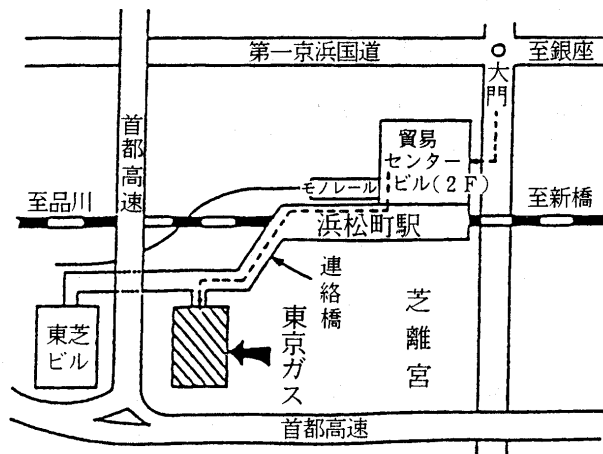 第一京浜国道
至銀座
大門
首都高速
貿易
センター
ビル(2F)
モノレール
至品川
至新橋
浜松町駅
連絡橋
東芝
ビル
東京ガス
芝離宮
首都高速